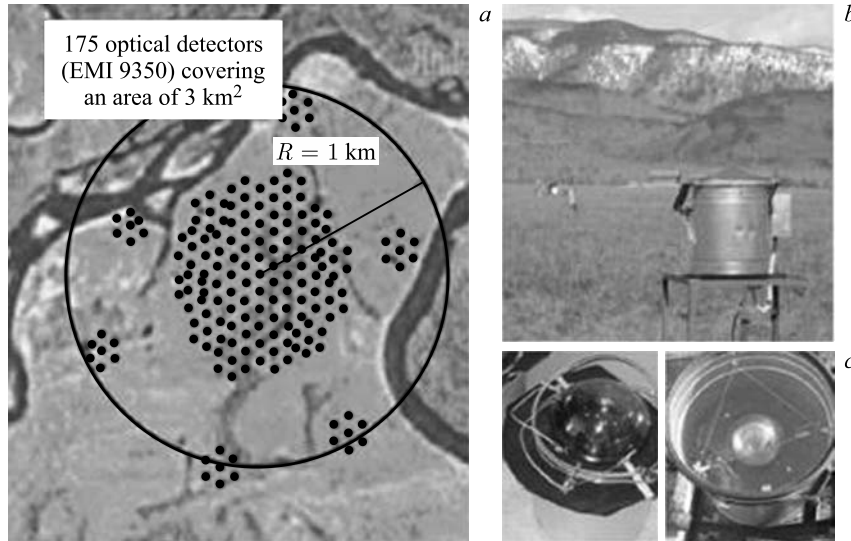 175 optical detectors
(EMI 9350) covering
an area of 3 km²
R = 1 km
a
b
c